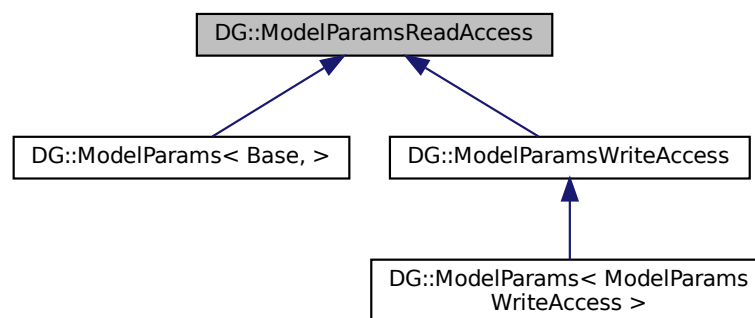 DG::ModelParamsReadAccess
DG::ModelParams< Base, >
DG::ModelParamsWriteAccess
DG::ModelParams< ModelParams
WriteAccess >